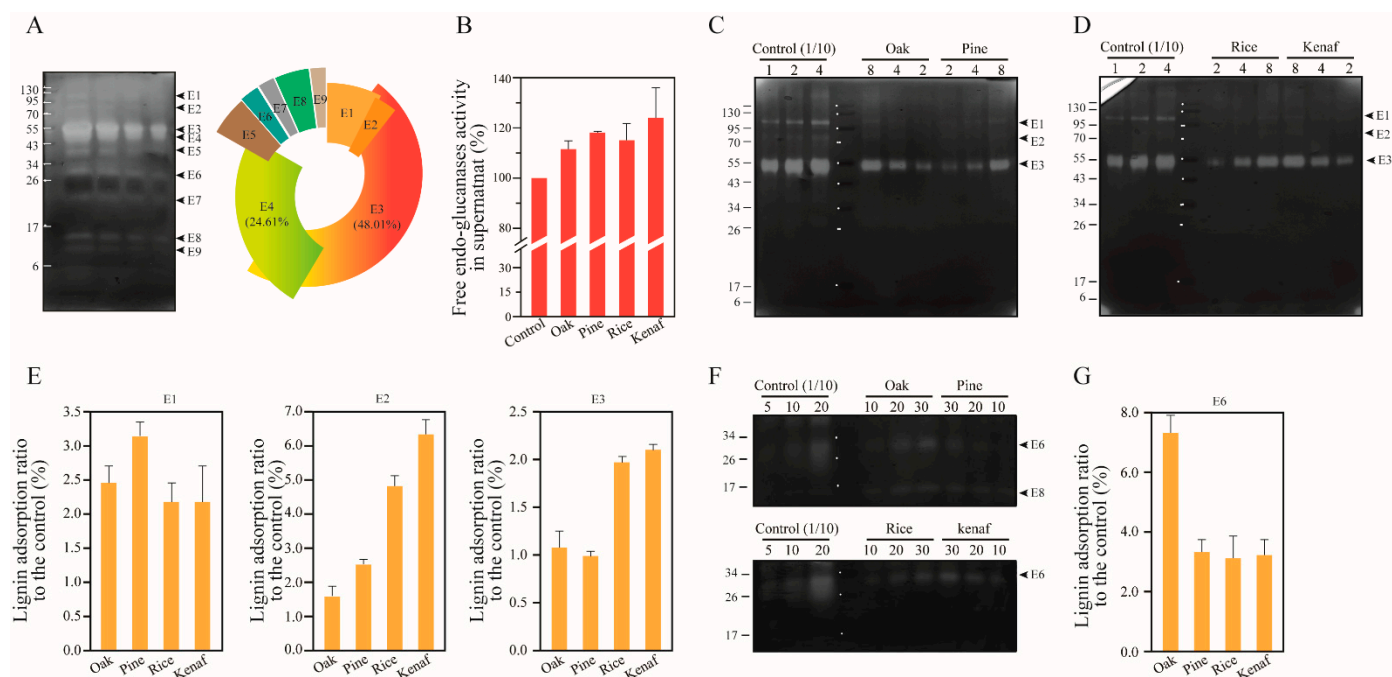 A
130
95
55
43
34
26
17
6
E1
E2
E3
E4
E5
E6
E7
E8
E9
E1
E2
E3
(48.01%)
E4
(24.61%
E5
E6
E7
E8
E9
B
Free endo-glucanases activity
in supernatnat (%)
140
120
100
80
30
15
0
Control
Oak
Pine
Rice
Kenaf
C
Control (1/10) Oak Pine
1 2 4 8 4 2 2 4 8
130
95
55
43
34
26
17
6
E1
E2
E3
D
Control (1/10) Rice Kenaf
1 2 4 2 4 8 8 4 2
130
95
55
43
34
26
17
6
E1
E2
E3
E
E1
Lignin adsorption ratio
to the control (%)
3.5
3.0
2.5
2.0
1.5
1.0
0.5
0.0
Oak Pine Rice Kenaf
E2
Lignin adsorption ratio
to the control (%)
7.0
6.0
5.0
4.0
3.0
2.0
1.0
0.0
Oak Pine Rice Kenaf
E3
Lignin adsorption ratio
to the control (%)
2.5
2.0
1.5
1.0
0.5
0.0
Oak Pine Rice Kenaf
F
Control (1/10) Oak Pine
5 10 20 10 20 30 30 20 10
34
26
17
E6
E8
Control (1/10) Rice kenaf
5 10 20 10 20 30 30 20 10
34
26
17
E6
G
E6
Lignin adsorption ratio
to the control (%)
8.0
6.0
4.0
2.0
0.0
Oak Pine Rice Kenaf